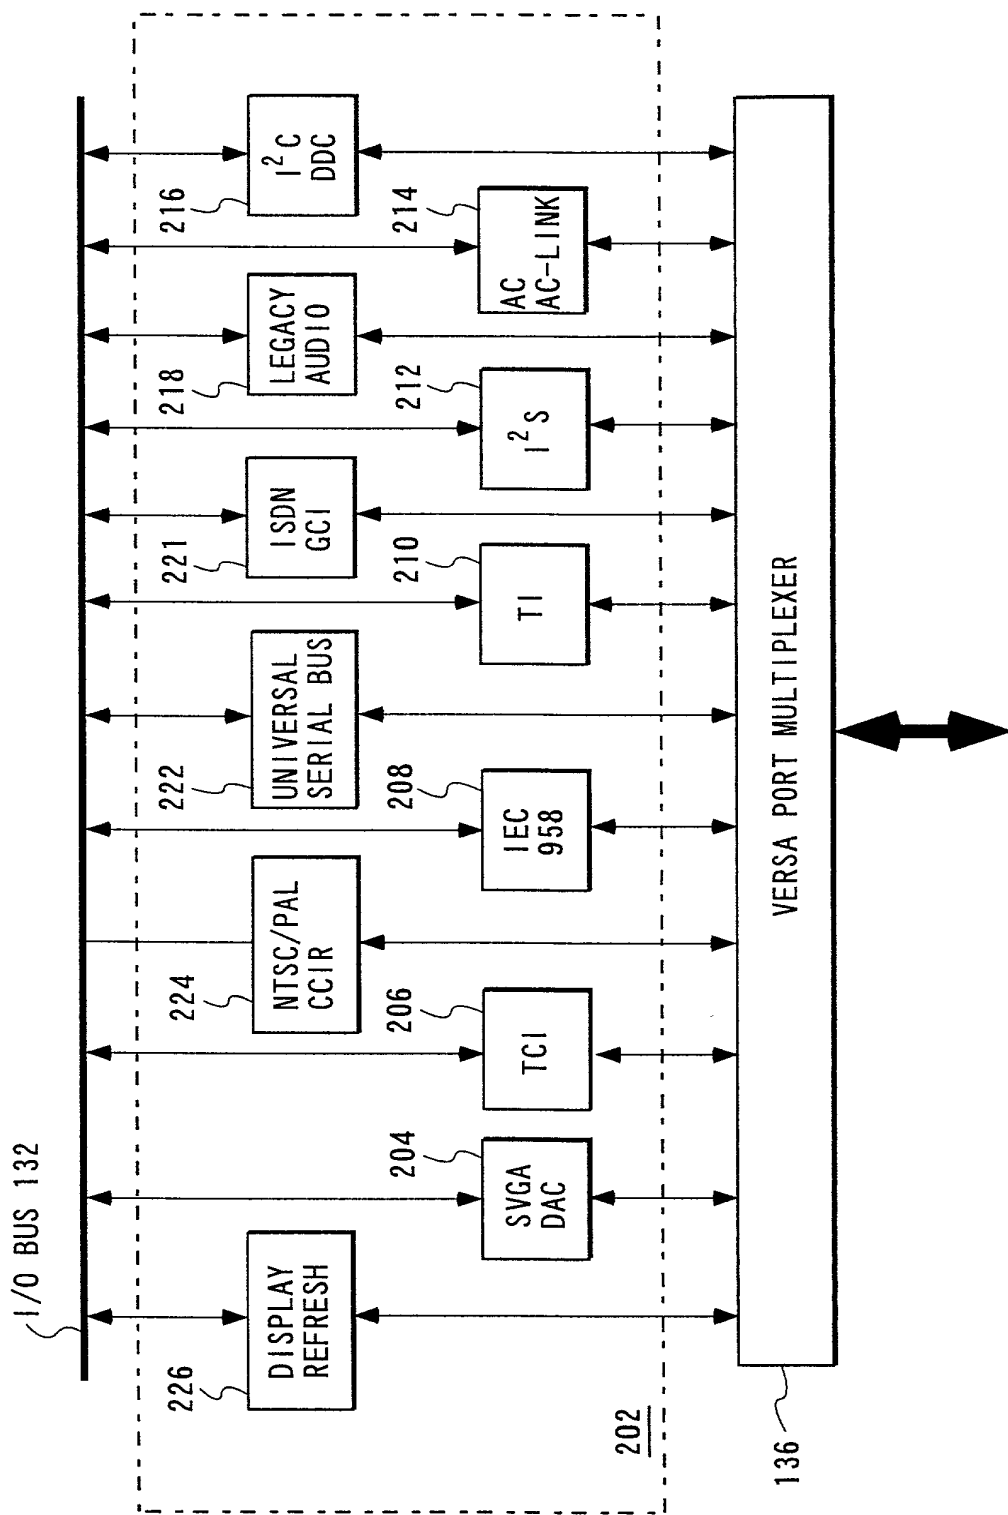 I/O BUS 132
226
DISPLAY
REFRESH
224
NTSC/PAL
CCIR
222
UNIVERSAL
SERIAL BUS
221
ISDN
GCI
218
LEGACY
AUDIO
216
I²C
DDC
204
SVGA
DAC
206
TCI
208
IEC
958
210
TI
212
I²S
214
AC
AC-LINK
202
136
VERSA PORT MULTIPLEXER